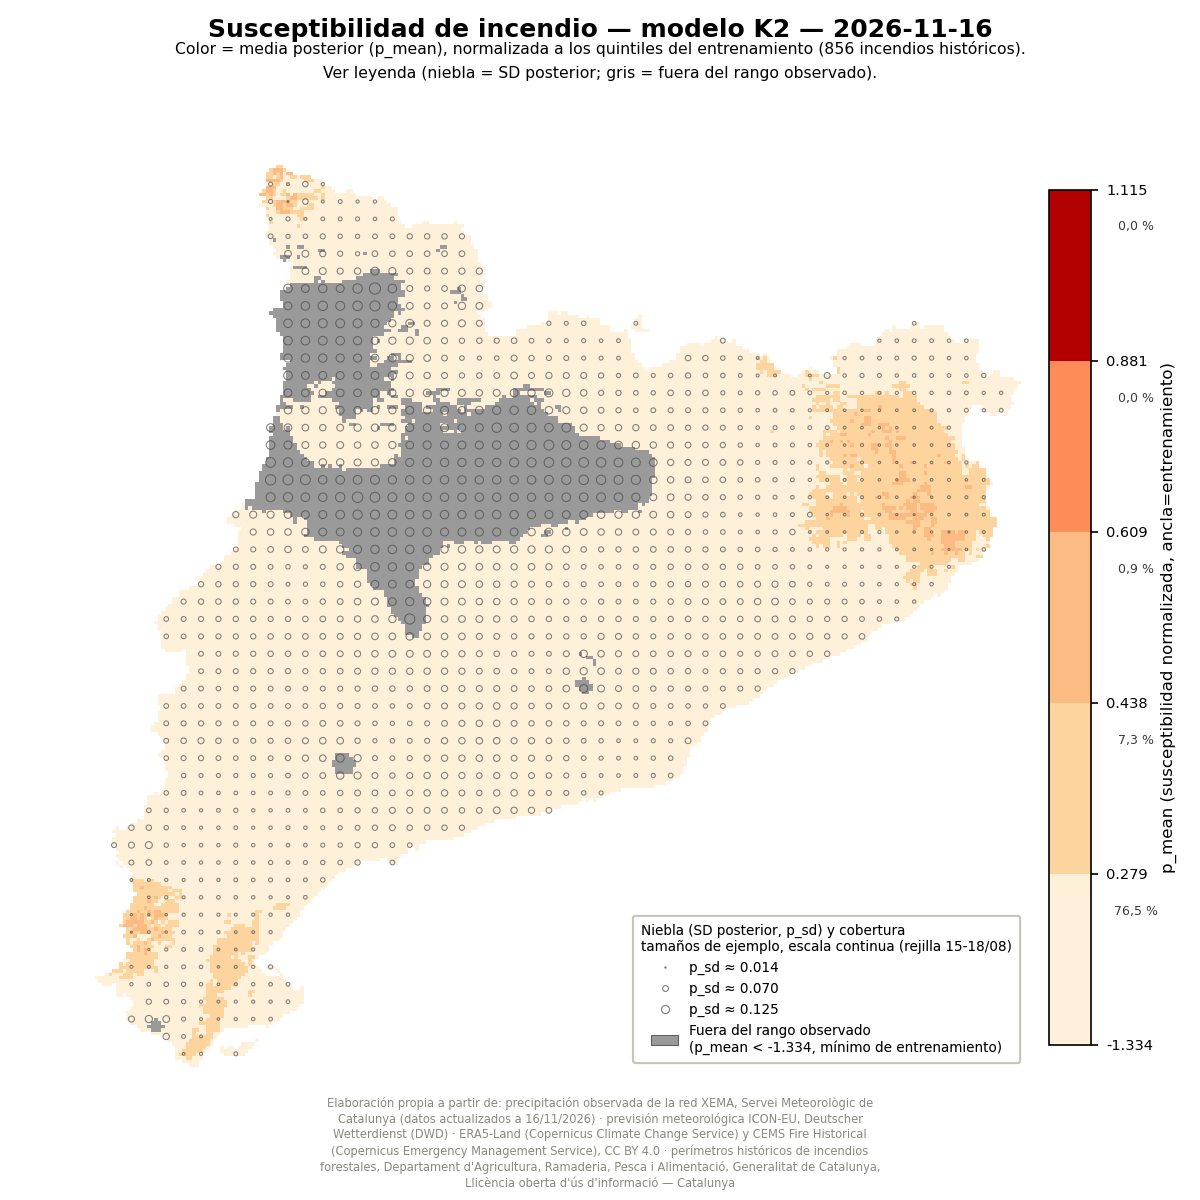 Susceptibilidad de incendio — modelo K2 — 2026-11-16
Color = media posterior (p_mean), normalizada a los quintiles del entrenamiento (856 incendios históricos).
Ver leyenda (niebla = SD posterior; gris = fuera del rango observado).
1.115
0,0 %
0.881
0,0 %
0.609
0,9 %
0.438
7,3 %
0.279
76,5 %
-1.334
p_mean (susceptibilidad normalizada, ancla=entrenamiento)
Niebla (SD posterior, p_sd) y cobertura
tamaños de ejemplo, escala continua (rejilla 15-18/08)
p_sd ≈ 0.014
p_sd ≈ 0.070
p_sd ≈ 0.125
Fuera del rango observado
(p_mean < -1.334, mínimo de entrenamiento)
Elaboración propia a partir de: precipitación observada de la red XEMA, Servei Meteorològic de
Catalunya (datos actualizados a 16/11/2026) · previsión meteorológica ICON-EU, Deutscher
Wetterdienst (DWD) · ERA5-Land (Copernicus Climate Change Service) y CEMS Fire Historical
(Copernicus Emergency Management Service), CC BY 4.0 · perímetros históricos de incendios
forestales, Departament d'Agricultura, Ramaderia, Pesca i Alimentació, Generalitat de Catalunya,
Llicència oberta d'ús d'informació — Catalunya